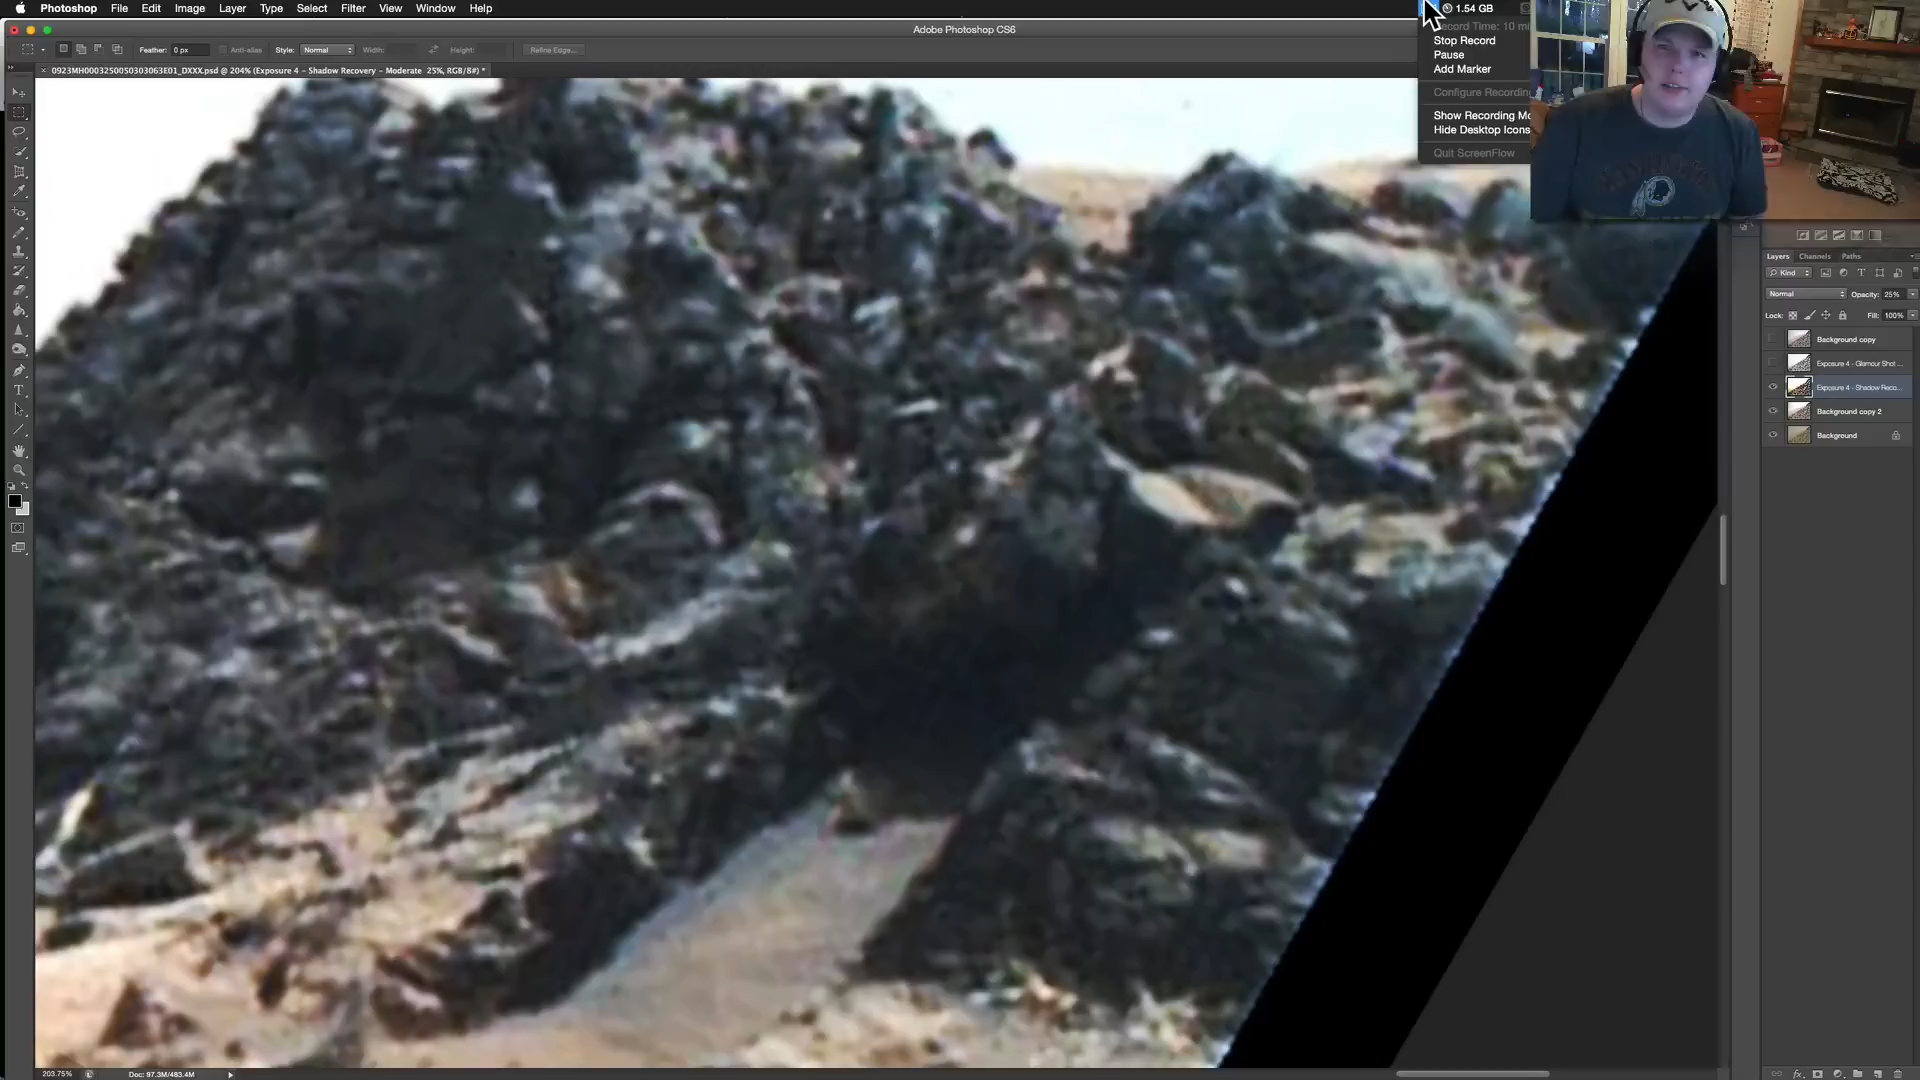 Photoshop File Edit Image Layer Type Select Filter View Window Help
1.54 GB
Adobe Photoshop CS6
Feather: 0 px Anti-alias Style: Normal Width: Height: Refine Edge...
0923MH0003250050303063E01_DXXX.psd @ 204% (Exposure 4 - Shadow Recovery - Moderate 25%, RGB/8#) *
Record Time: 10 mi
Stop Record
Pause
Add Marker
Configure Recording
Show Recording Mo
Hide Desktop Icons
Quit ScreenFlow
Layers Channels Paths
Kind
Normal Opacity: 25%
Lock: Fill: 100%
Background copy
Exposure 4 - Glamour Shot ...
Exposure 4 - Shadow Reco...
Background copy 2
Background
203.75% Doc: 97.3M/483.4M